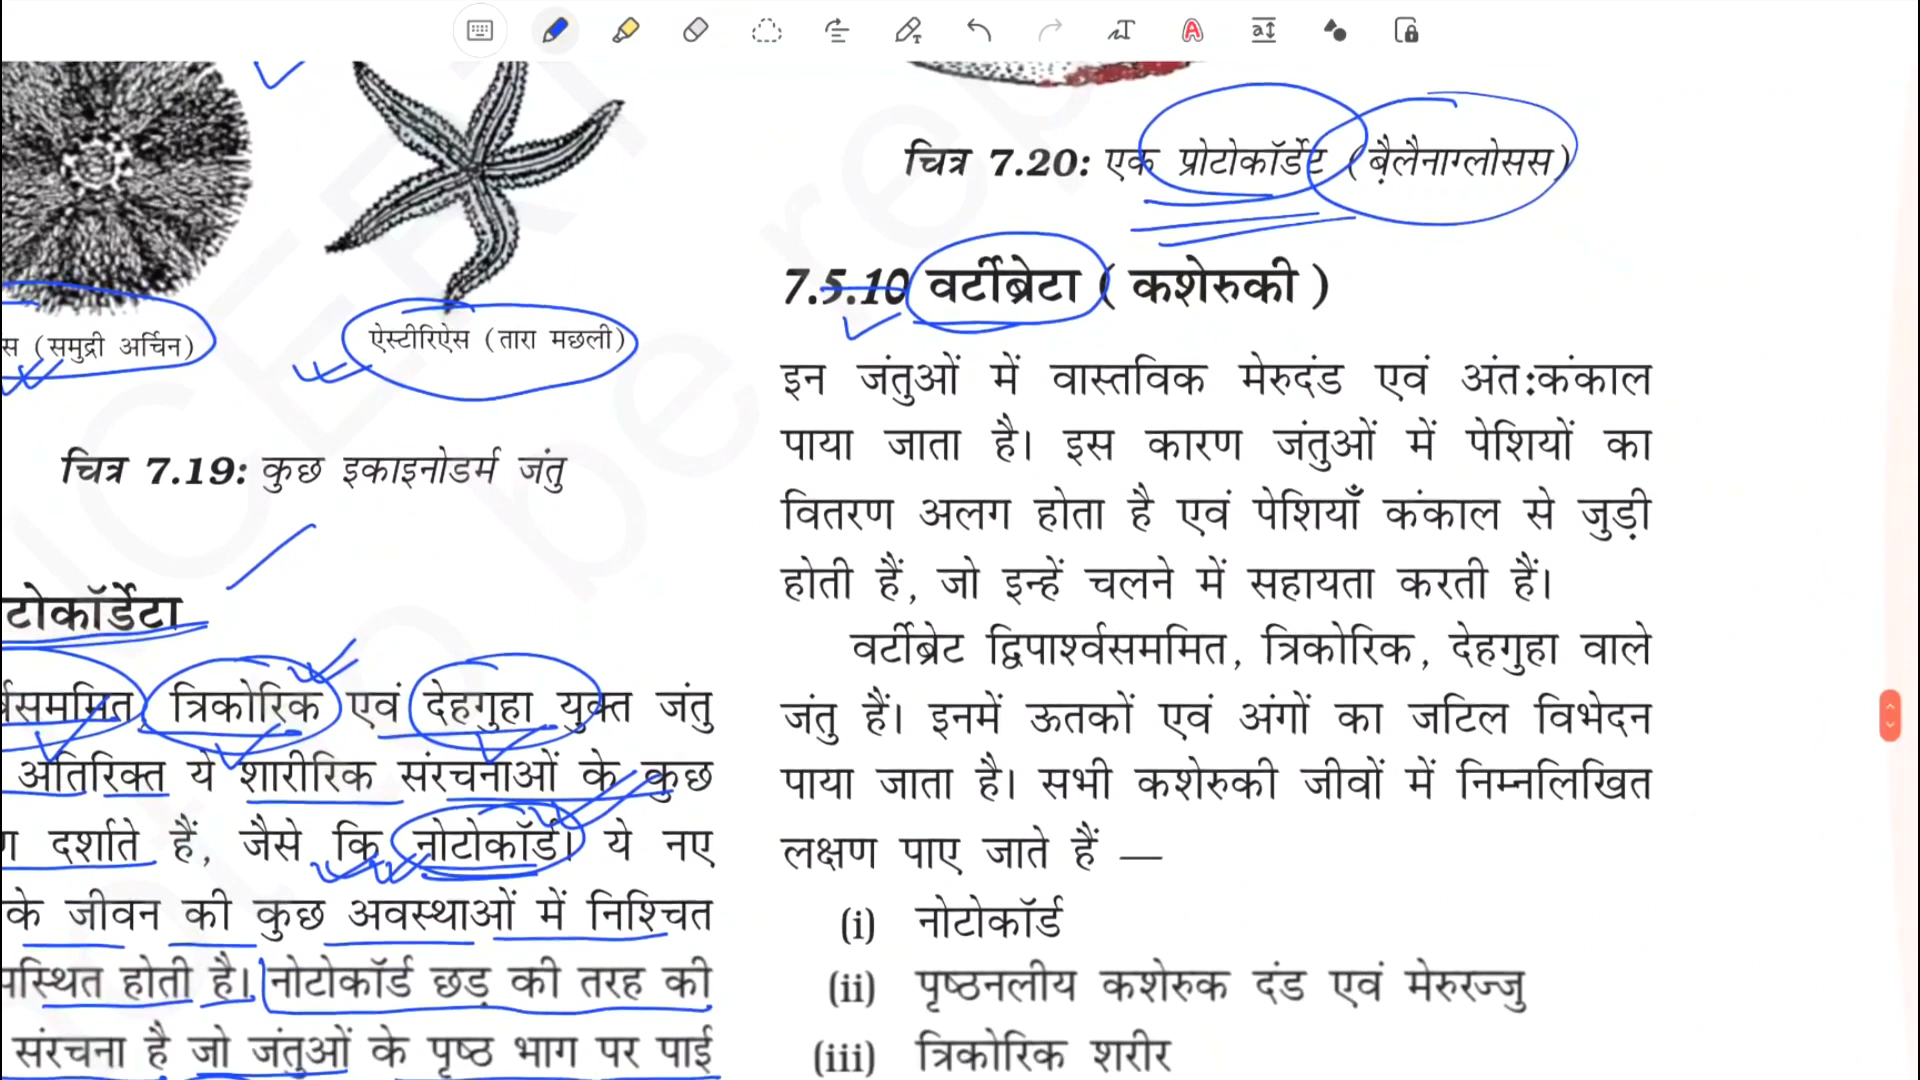 स (समुद्री अर्चिन)
ऐस्टीरिऐस (तारा मछली)
चित्र 7.19: कुछ इकाइनोडर्म जंतु
टोकॉर्डेटा
र्वसममित, त्रिकोरिक एवं देहगुहा युक्त जंतु
अतिरिक्त ये शारीरिक संरचनाओं के कुछ
ग दर्शाते हैं, जैसे कि नोटोकॉर्ड। ये नए
के जीवन की कुछ अवस्थाओं में निश्चित
पस्थित होती है। नोटोकॉर्ड छड़ की तरह की
संरचना है जो जंतुओं के पृष्ठ भाग पर पाई
चित्र 7.20: एक प्रोटोकॉर्डेट (बै़लैनाग्लोसस)
7.5.10 वर्टीब्रेटा ( कशेरुकी )
इन जंतुओं में वास्तविक मेरुदंड एवं अंत:कंकाल
पाया जाता है। इस कारण जंतुओं में पेशियों का
वितरण अलग होता है एवं पेशियाँ कंकाल से जुड़ी
होती हैं, जो इन्हें चलने में सहायता करती हैं।
वर्टीब्रेट द्विपार्श्वसममित, त्रिकोरिक, देहगुहा वाले
जंतु हैं। इनमें ऊतकों एवं अंगों का जटिल विभेदन
पाया जाता है। सभी कशेरुकी जीवों में निम्नलिखित
लक्षण पाए जाते हैं —
(i) नोटोकॉर्ड
(ii) पृष्ठनलीय कशेरुक दंड एवं मेरुरज्जु
(iii) त्रिकोरिक शरीर